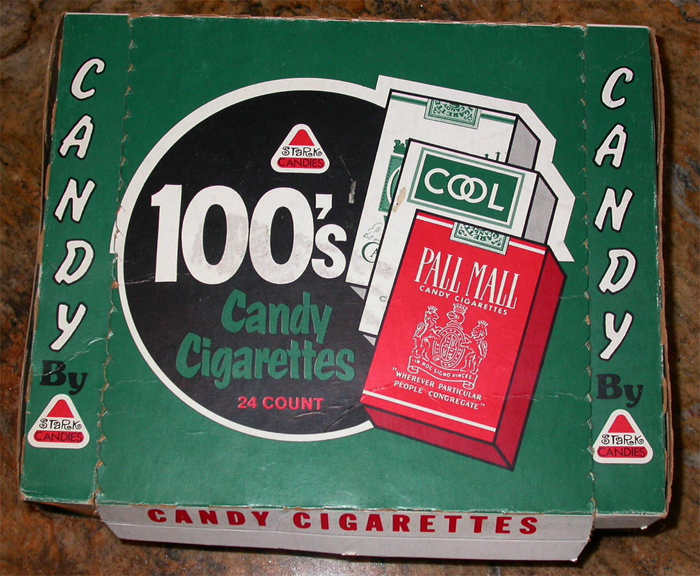 CANDY
By
STARK
CANDIES
STARK
CANDIES
100's
Candy
Cigarettes
24 COUNT
COOL
PALL MALL
CANDY CIGARETTES
IN HOC SIGNO VINCES
"WHEREVER PARTICULAR
PEOPLE CONGREGATE"
CANDY
By
STARK
CANDIES
CANDY CIGARETTES